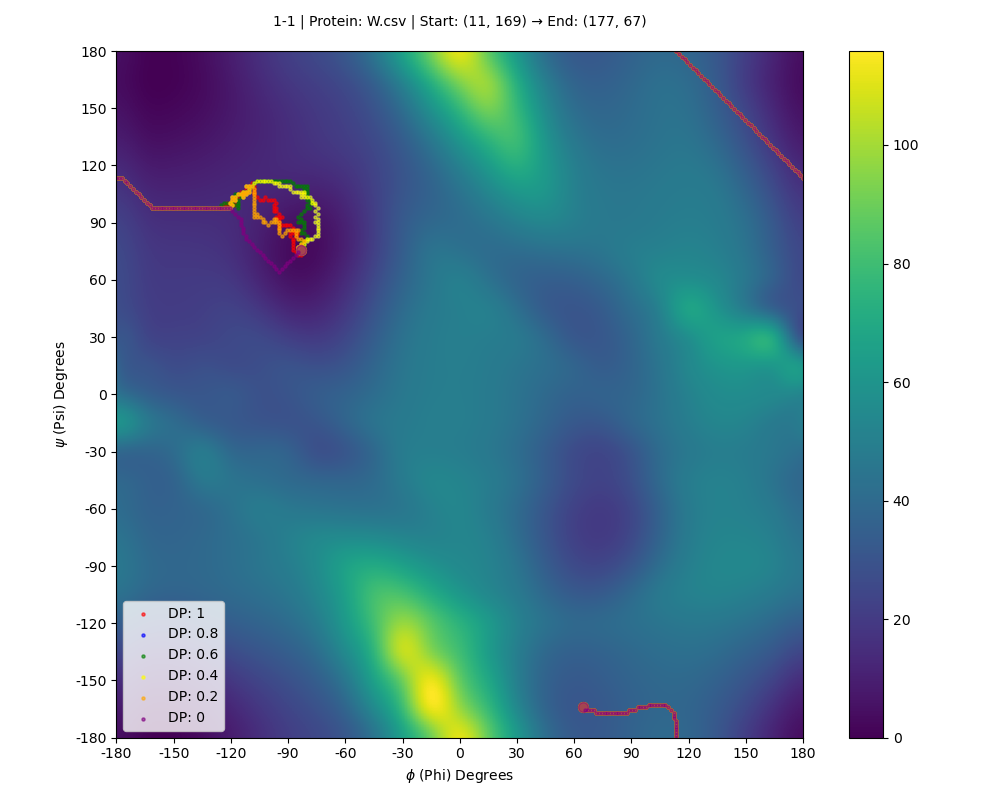 1-1 | Protein: W.csv | Start: (11, 169) → End: (177, 67)
180
150
120
90
60
30
0
-30
-60
-90
-120
-150
-180
ψ (Psi) Degrees
DP: 1
DP: 0.8
DP: 0.6
DP: 0.4
DP: 0.2
DP: 0
-180 -150 -120 -90 -60 -30 0 30 60 90 120 150 180
ϕ (Phi) Degrees
100
80
60
40
20
0